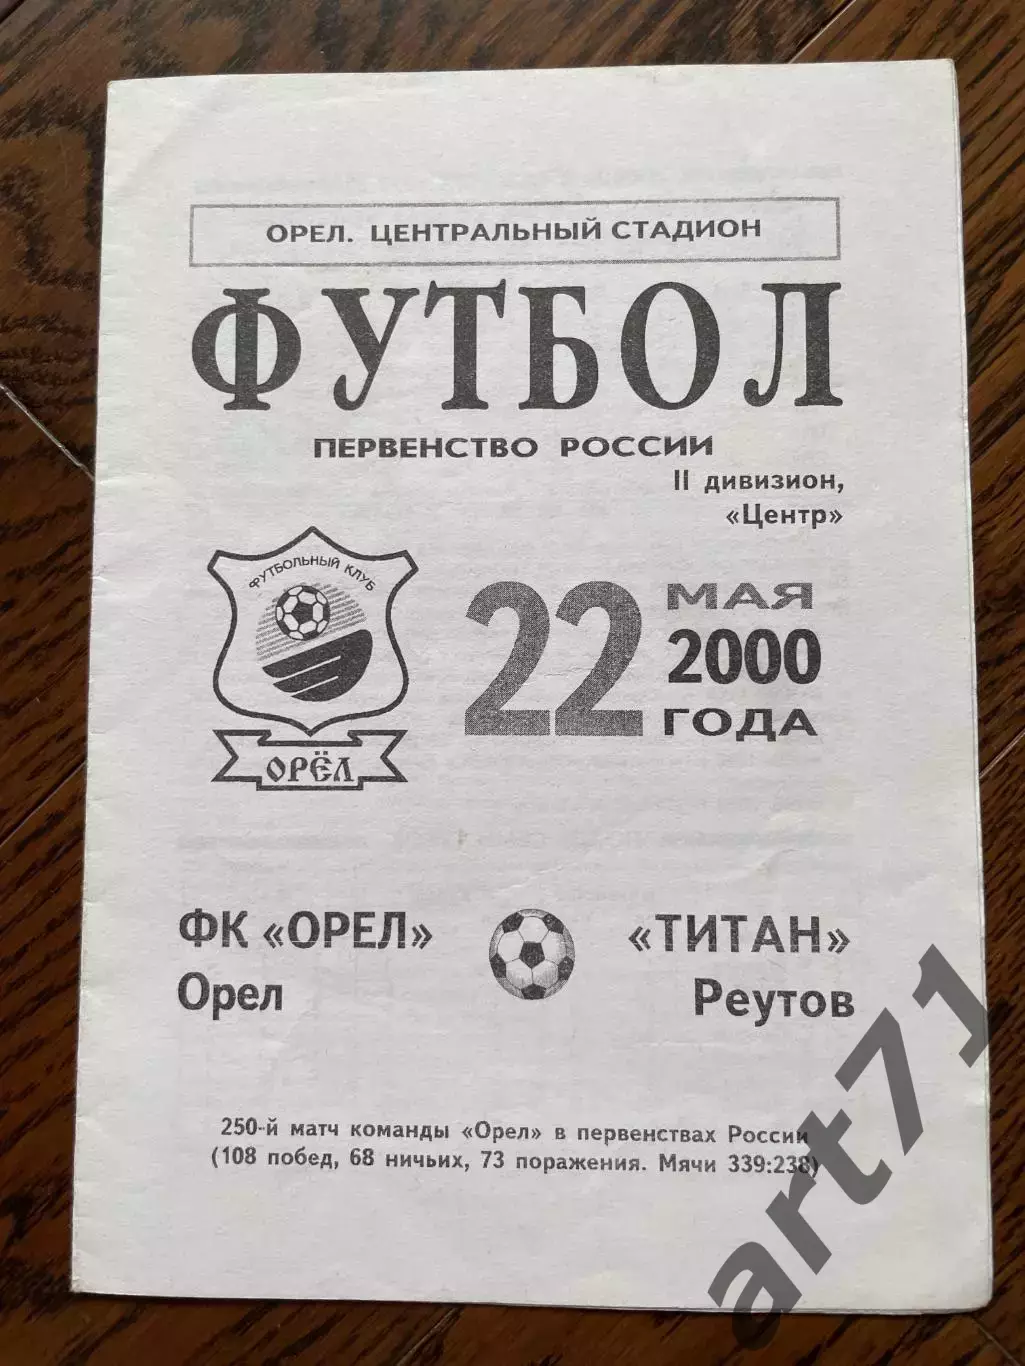 ОРЕЛ. ЦЕНТРАЛЬНЫЙ СТАДИОН
ФУТБОЛ
ПЕРВЕНСТВО РОССИИ
II дивизион,
«Центр»
ФУТБОЛЬНЫЙ КЛУБ
ОРЁЛ
22 МАЯ
2000
ГОДА
ФК «ОРЕЛ»
Орел
«ТИТАН»
Реутов
250-й матч команды «Орел» в первенствах России
(108 побед, 68 ничьих, 73 поражения. Мячи 339:238)
art71